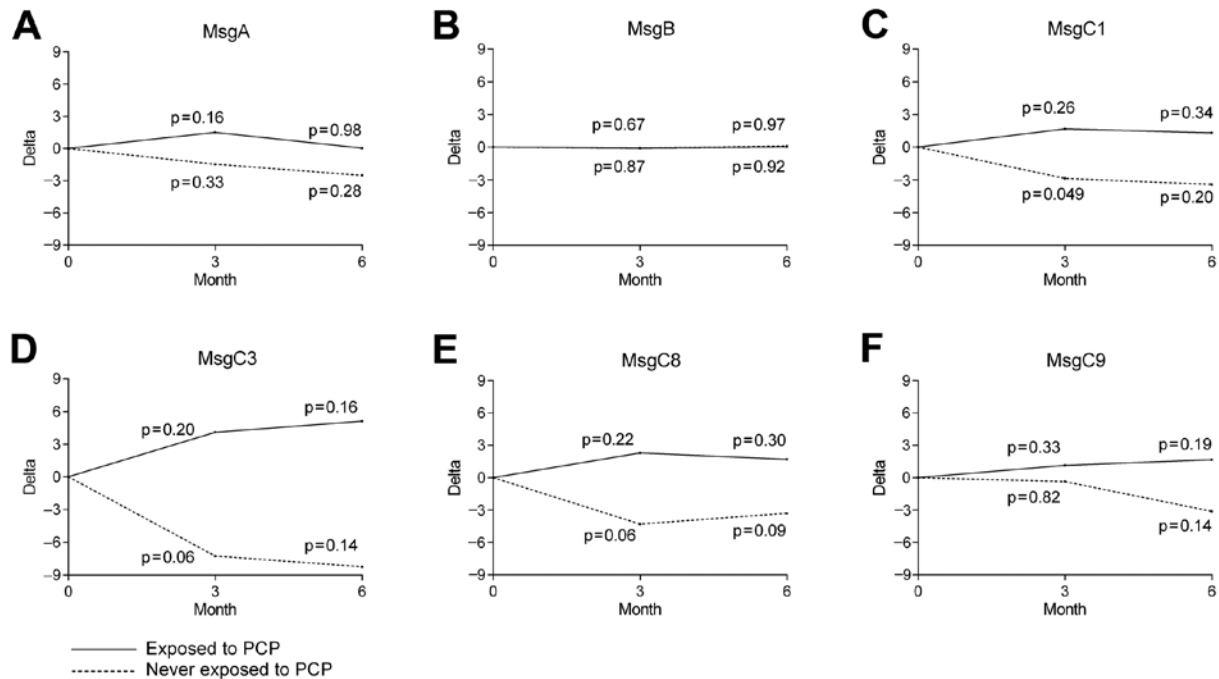 A
MsgA
9
6
3
0
−3
−6
−9
Delta
p=0.16
p=0.98
p=0.33
p=0.28
0
3
6
Month
B
MsgB
9
6
3
0
−3
−6
−9
Delta
p=0.67
p=0.97
p=0.87
p=0.92
0
3
6
Month
C
MsgC1
9
6
3
0
−3
−6
−9
Delta
p=0.26
p=0.34
p=0.049
p=0.20
0
3
6
Month
D
MsgC3
9
6
3
0
−3
−6
−9
Delta
p=0.20
p=0.16
p=0.06
p=0.14
0
3
6
Month
E
MsgC8
9
6
3
0
−3
−6
−9
Delta
p=0.22
p=0.30
p=0.06
p=0.09
0
3
6
Month
F
MsgC9
9
6
3
0
−3
−6
−9
Delta
p=0.33
p=0.19
p=0.82
p=0.14
0
3
6
Month
Exposed to PCP
Never exposed to PCP